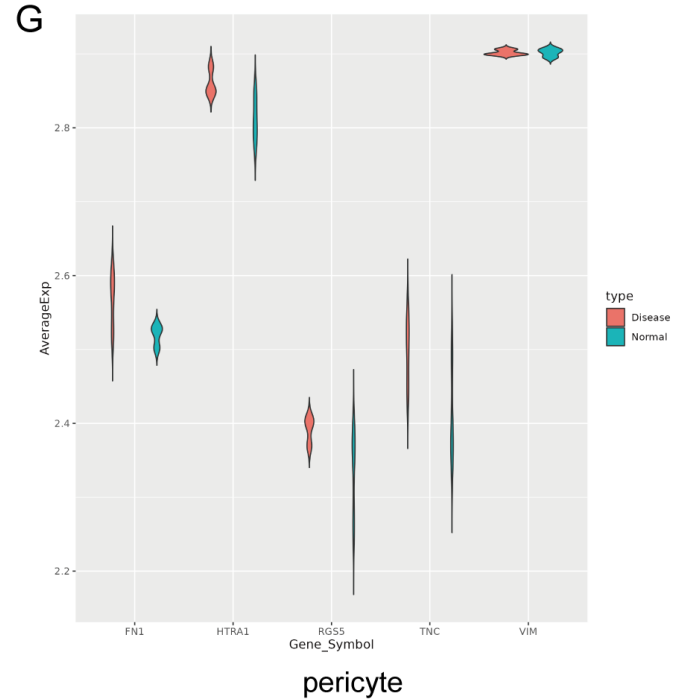 G
AverageExp
2.8
2.6
2.4
2.2
FN1 HTRA1 RGS5 TNC VIM
Gene_Symbol
type
Disease
Normal
pericyte